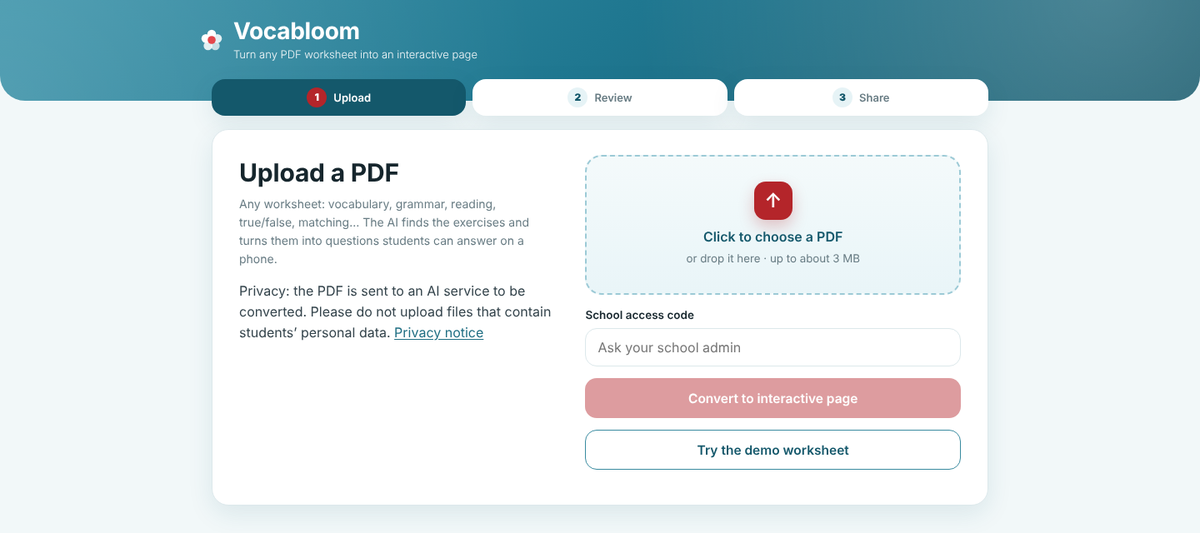 Vocabloom
Turn any PDF worksheet into an interactive page
1 Upload
2 Review
3 Share
Upload a PDF
Any worksheet: vocabulary, grammar, reading,
true/false, matching... The AI finds the exercises and
turns them into questions students can answer on a
phone.
Privacy: the PDF is sent to an AI service to be
converted. Please do not upload files that contain
students’ personal data. Privacy notice
Click to choose a PDF
or drop it here · up to about 3 MB
School access code
Ask your school admin
Convert to interactive page
Try the demo worksheet